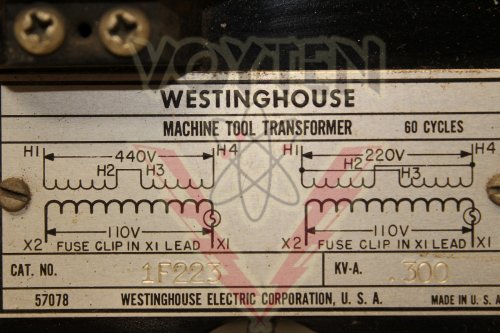 VOYTEN
WESTINGHOUSE
MACHINE TOOL TRANSFORMER 60 CYCLES
H1 440V H4 H1 220V H4
H2 H3 H2 H3
110V 110V
X2 FUSE CLIP IN X1 LEAD X1 X2 FUSE CLIP IN X1 LEAD X1
CAT. NO. 1F223 KV-A. .300
57078 WESTINGHOUSE ELECTRIC CORPORATION, U. S. A. MADE IN U. S. A.